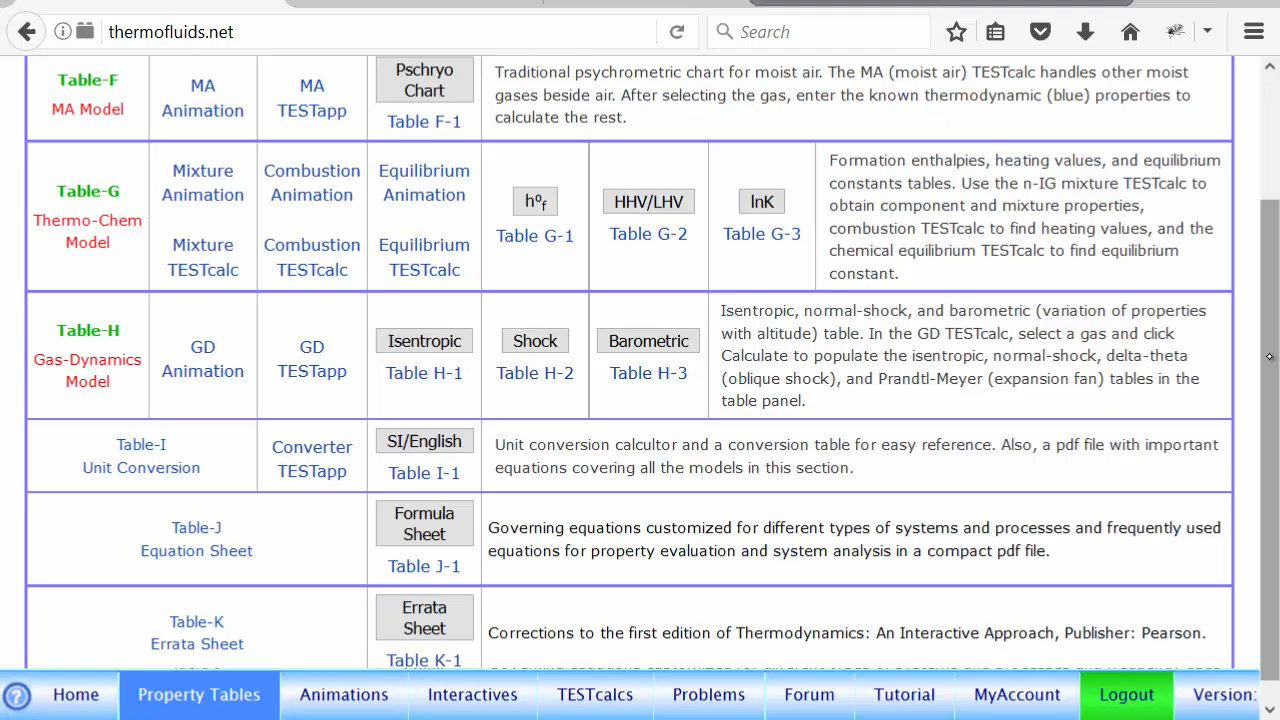 thermofluids.net
Search
Table-F
MA Model
MA
Animation
MA
TESTapp
Pschryo
Chart
Table F-1
Traditional psychrometric chart for moist air. The MA (moist air) TESTcalc handles other moist
gases beside air. After selecting the gas, enter the known thermodynamic (blue) properties to
calculate the rest.
Table-G
Thermo-Chem
Model
Mixture
Animation
Mixture
TESTcalc
Combustion
Animation
Combustion
TESTcalc
Equilibrium
Animation
Equilibrium
TESTcalc
hºf
Table G-1
HHV/LHV
Table G-2
lnK
Table G-3
Formation enthalpies, heating values, and equilibrium
constants tables. Use the n-IG mixture TESTcalc to
obtain component and mixture properties,
combustion TESTcalc to find heating values, and the
chemical equilibrium TESTcalc to find equilibrium
constant.
Table-H
Gas-Dynamics
Model
GD
Animation
GD
TESTapp
Isentropic
Table H-1
Shock
Table H-2
Barometric
Table H-3
Isentropic, normal-shock, and barometric (variation of properties
with altitude) table. In the GD TESTcalc, select a gas and click
Calculate to populate the isentropic, normal-shock, delta-theta
(oblique shock), and Prandtl-Meyer (expansion fan) tables in the
table panel.
Table-I
Unit Conversion
Converter
TESTapp
SI/English
Table I-1
Unit conversion calcultor and a conversion table for easy reference. Also, a pdf file with important
equations covering all the models in this section.
Table-J
Equation Sheet
Formula
Sheet
Table J-1
Governing equations customized for different types of systems and processes and frequently used
equations for property evaluation and system analysis in a compact pdf file.
Table-K
Errata Sheet
Errata
Sheet
Table K-1
Corrections to the first edition of Thermodynamics: An Interactive Approach, Publisher: Pearson.
? Home Property Tables Animations Interactives TESTcalcs Problems Forum Tutorial MyAccount Logout Version: